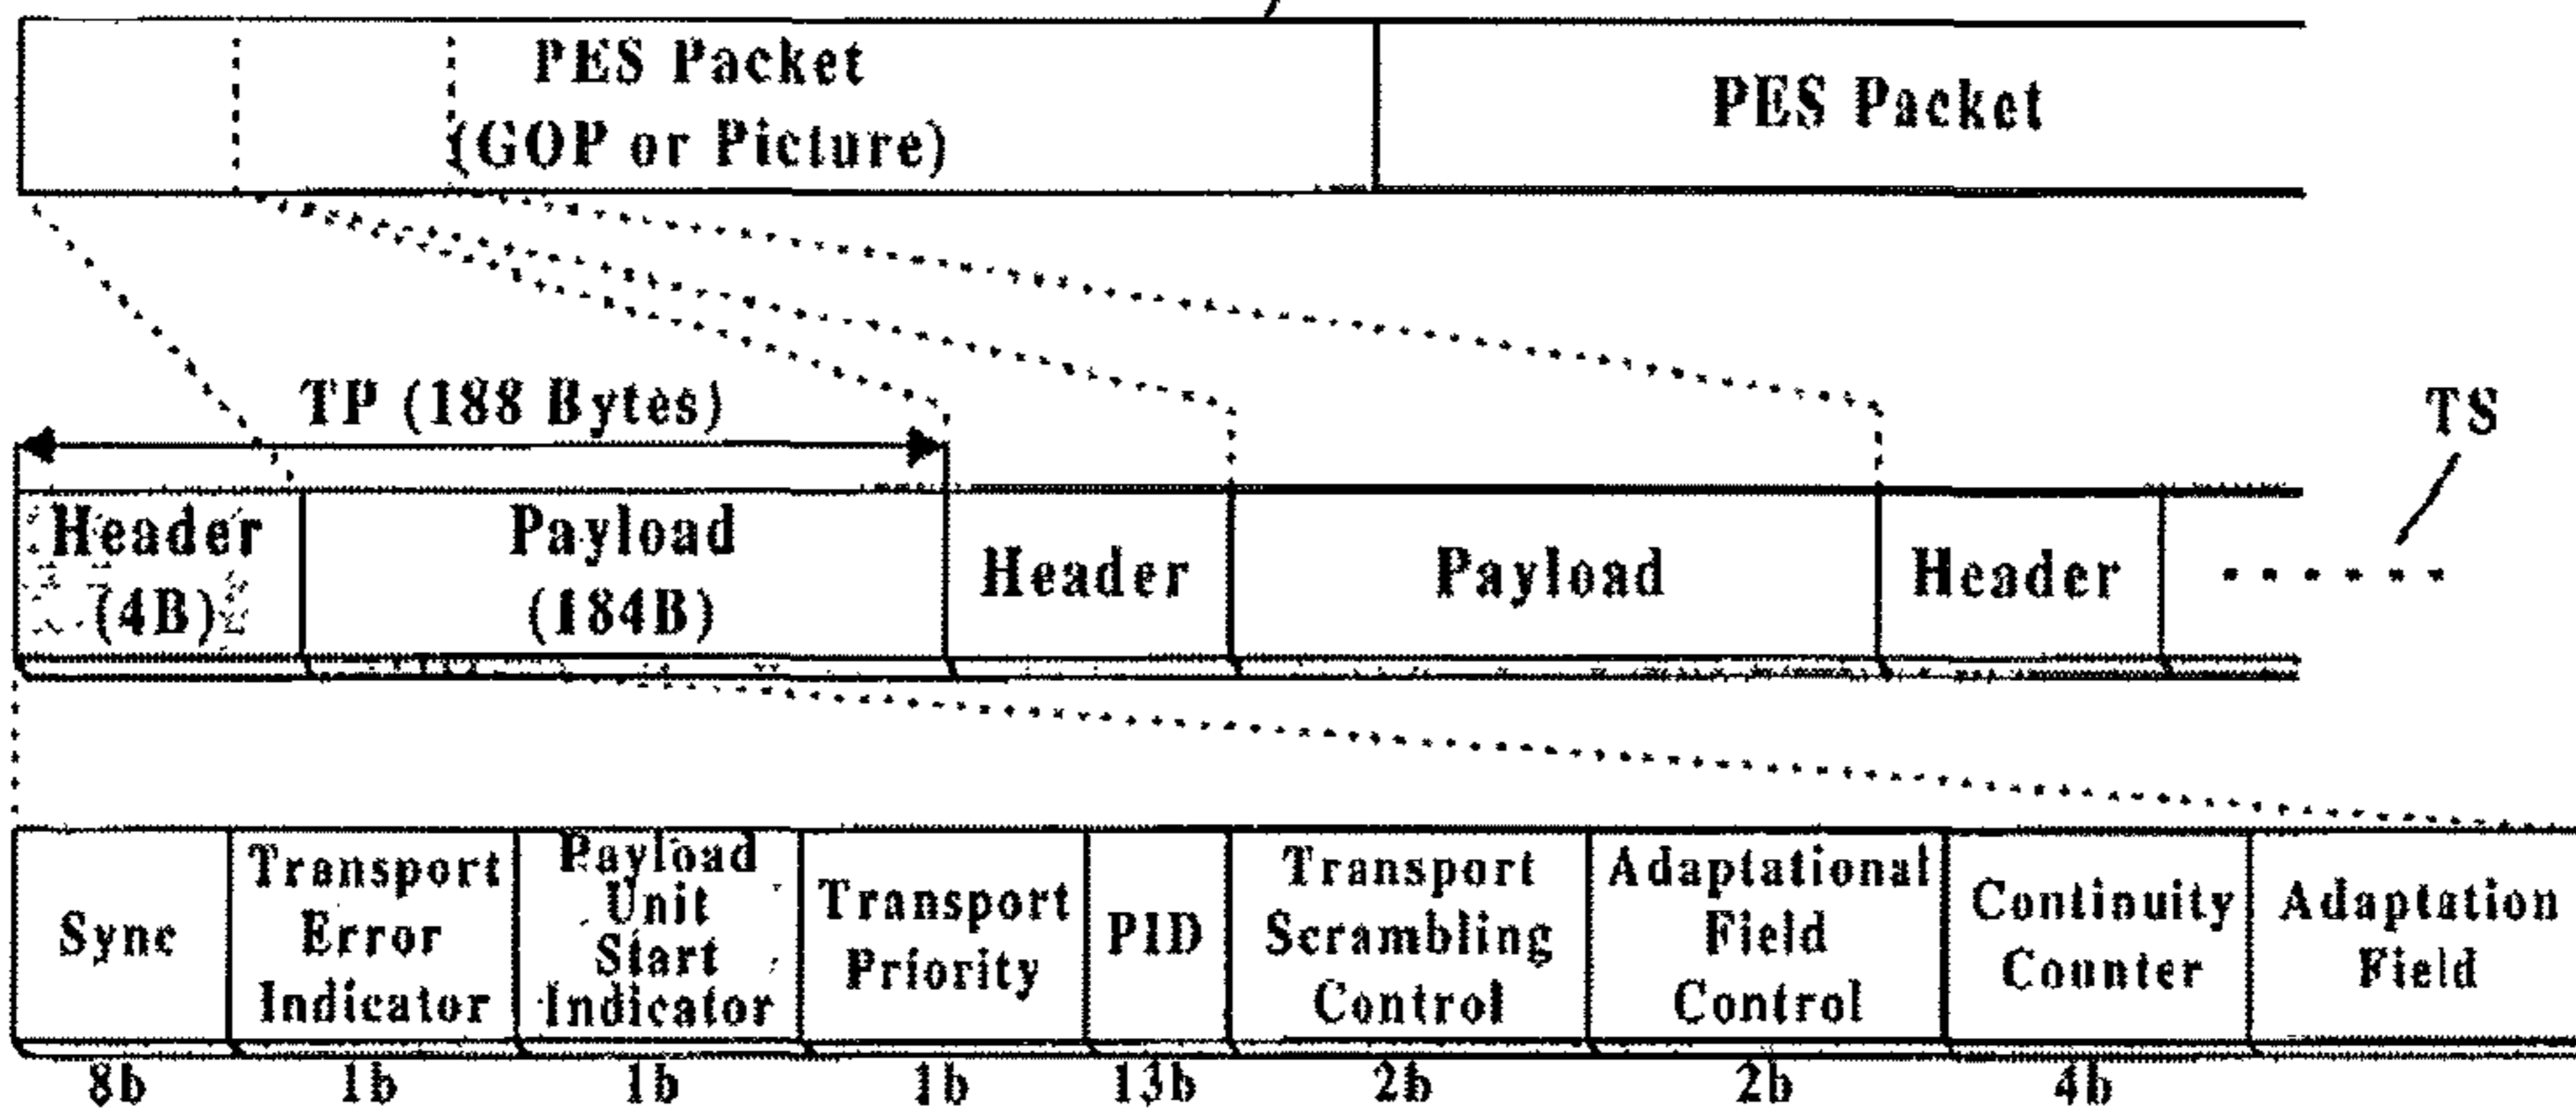 PES Packet
(GOP or Picture)
PES Packet
TP (188 Bytes)
TS
Header
(4B)
Payload
(184B)
Header
Payload
Header
Sync
Transport
Error
Indicator
Payload
Unit
Start
Indicator
Transport
Priority
PID
Transport
Scrambling
Control
Adaptational
Field
Control
Continuity
Counter
Adaptation
Field
8b
1b
1b
1b
13b
2b
2b
4b